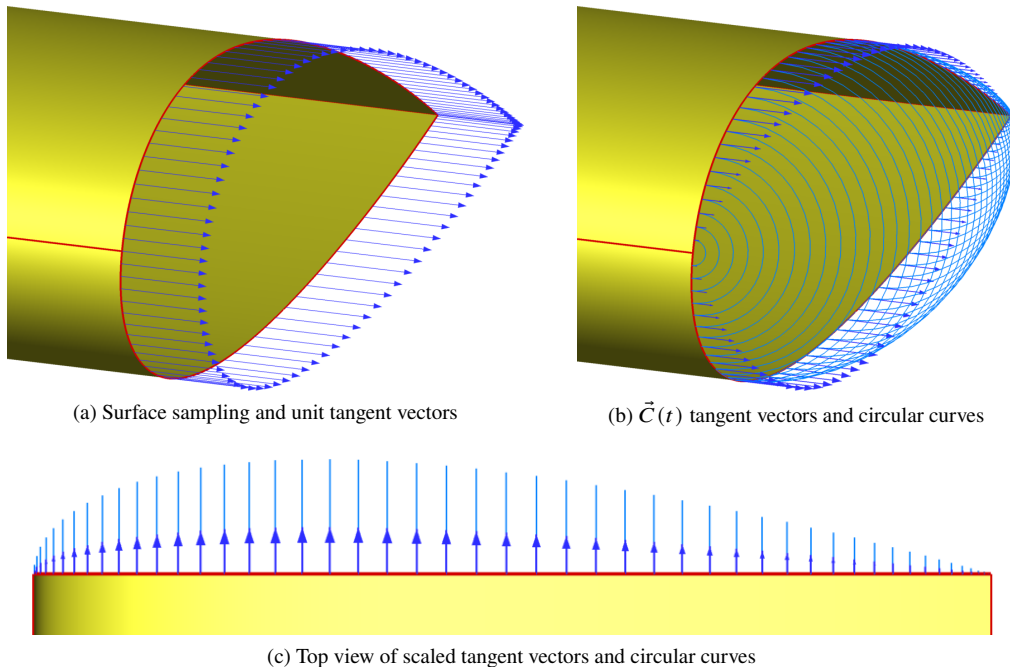 (a) Surface sampling and unit tangent vectors
(b) C⃗(t) tangent vectors and circular curves
(c) Top view of scaled tangent vectors and circular curves